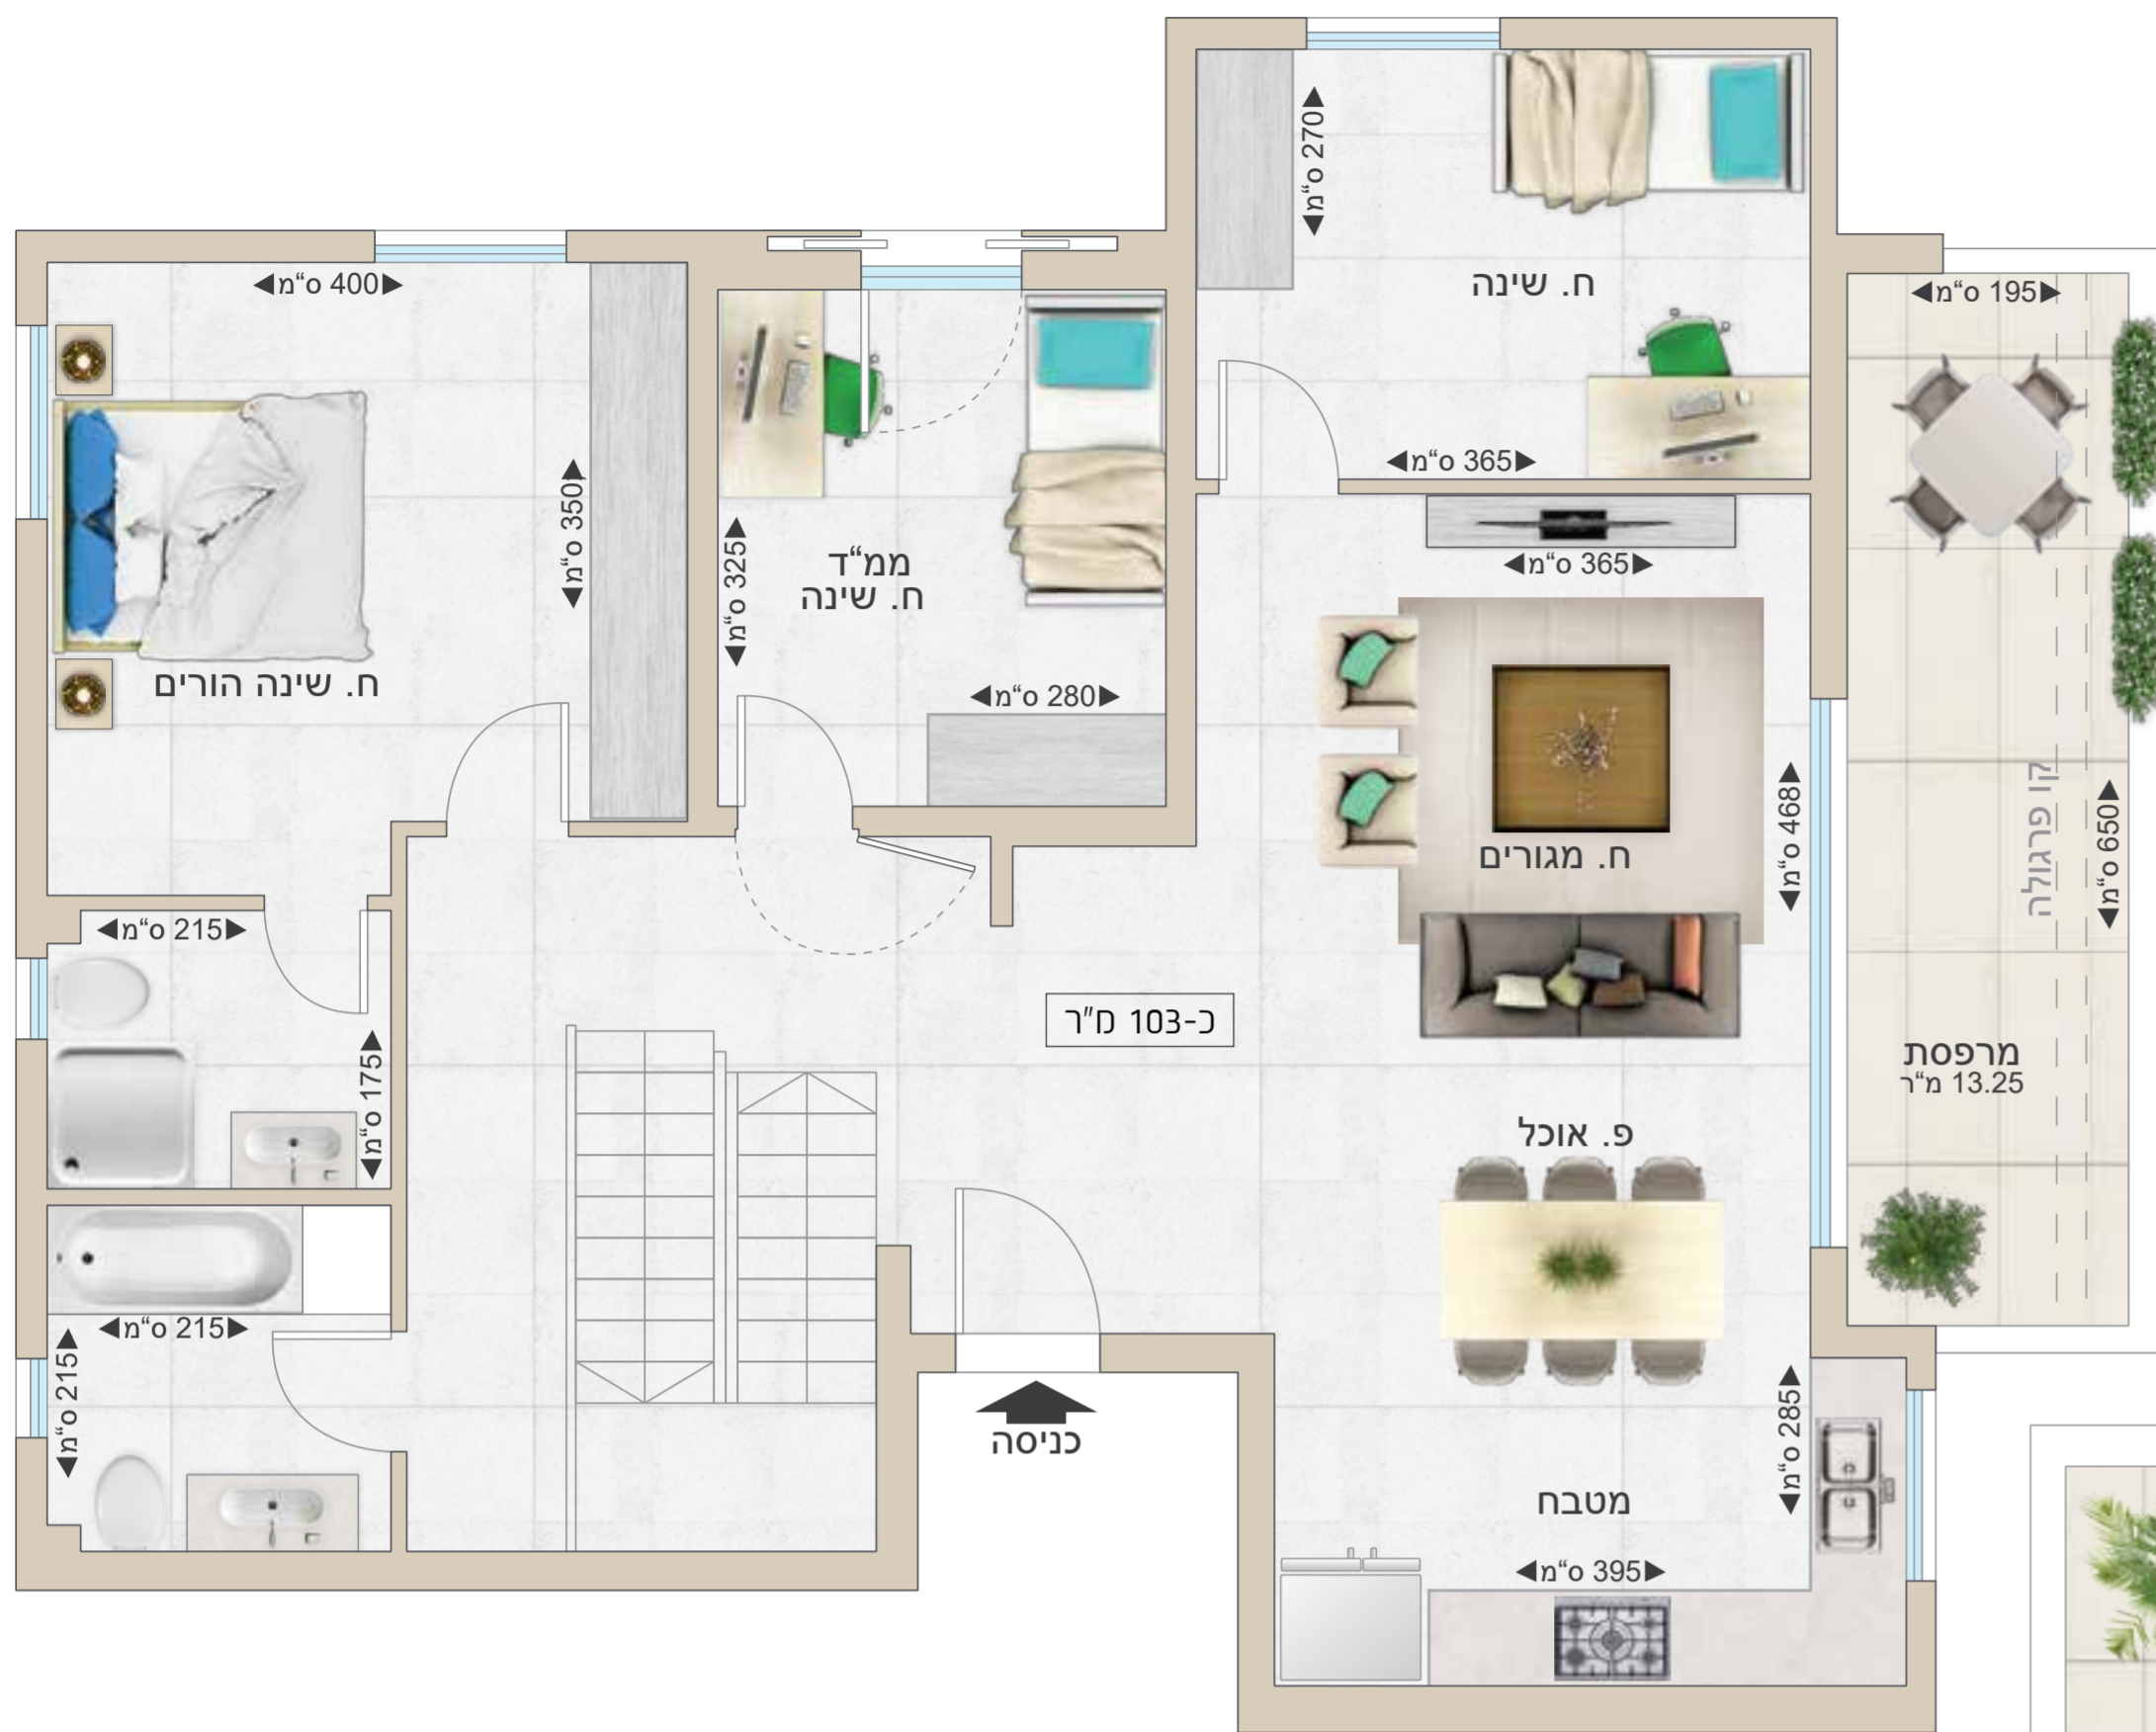 270 ס"מ
ח. שינה
365 ס"מ
400 ס"מ
350 ס"מ
ח. שינה הורים
325 ס"מ
ממ"ד
ח. שינה
280 ס"מ
195 ס"מ
365 ס"מ
468 ס"מ
ח. מגורים
קו פרגולה
650 ס"מ
מרפסת
13.25 מ"ר
215 ס"מ
175 ס"מ
כ-103 מ"ר
פ. אוכל
215 ס"מ
215 ס"מ
כניסה
285 ס"מ
מטבח
395 ס"מ